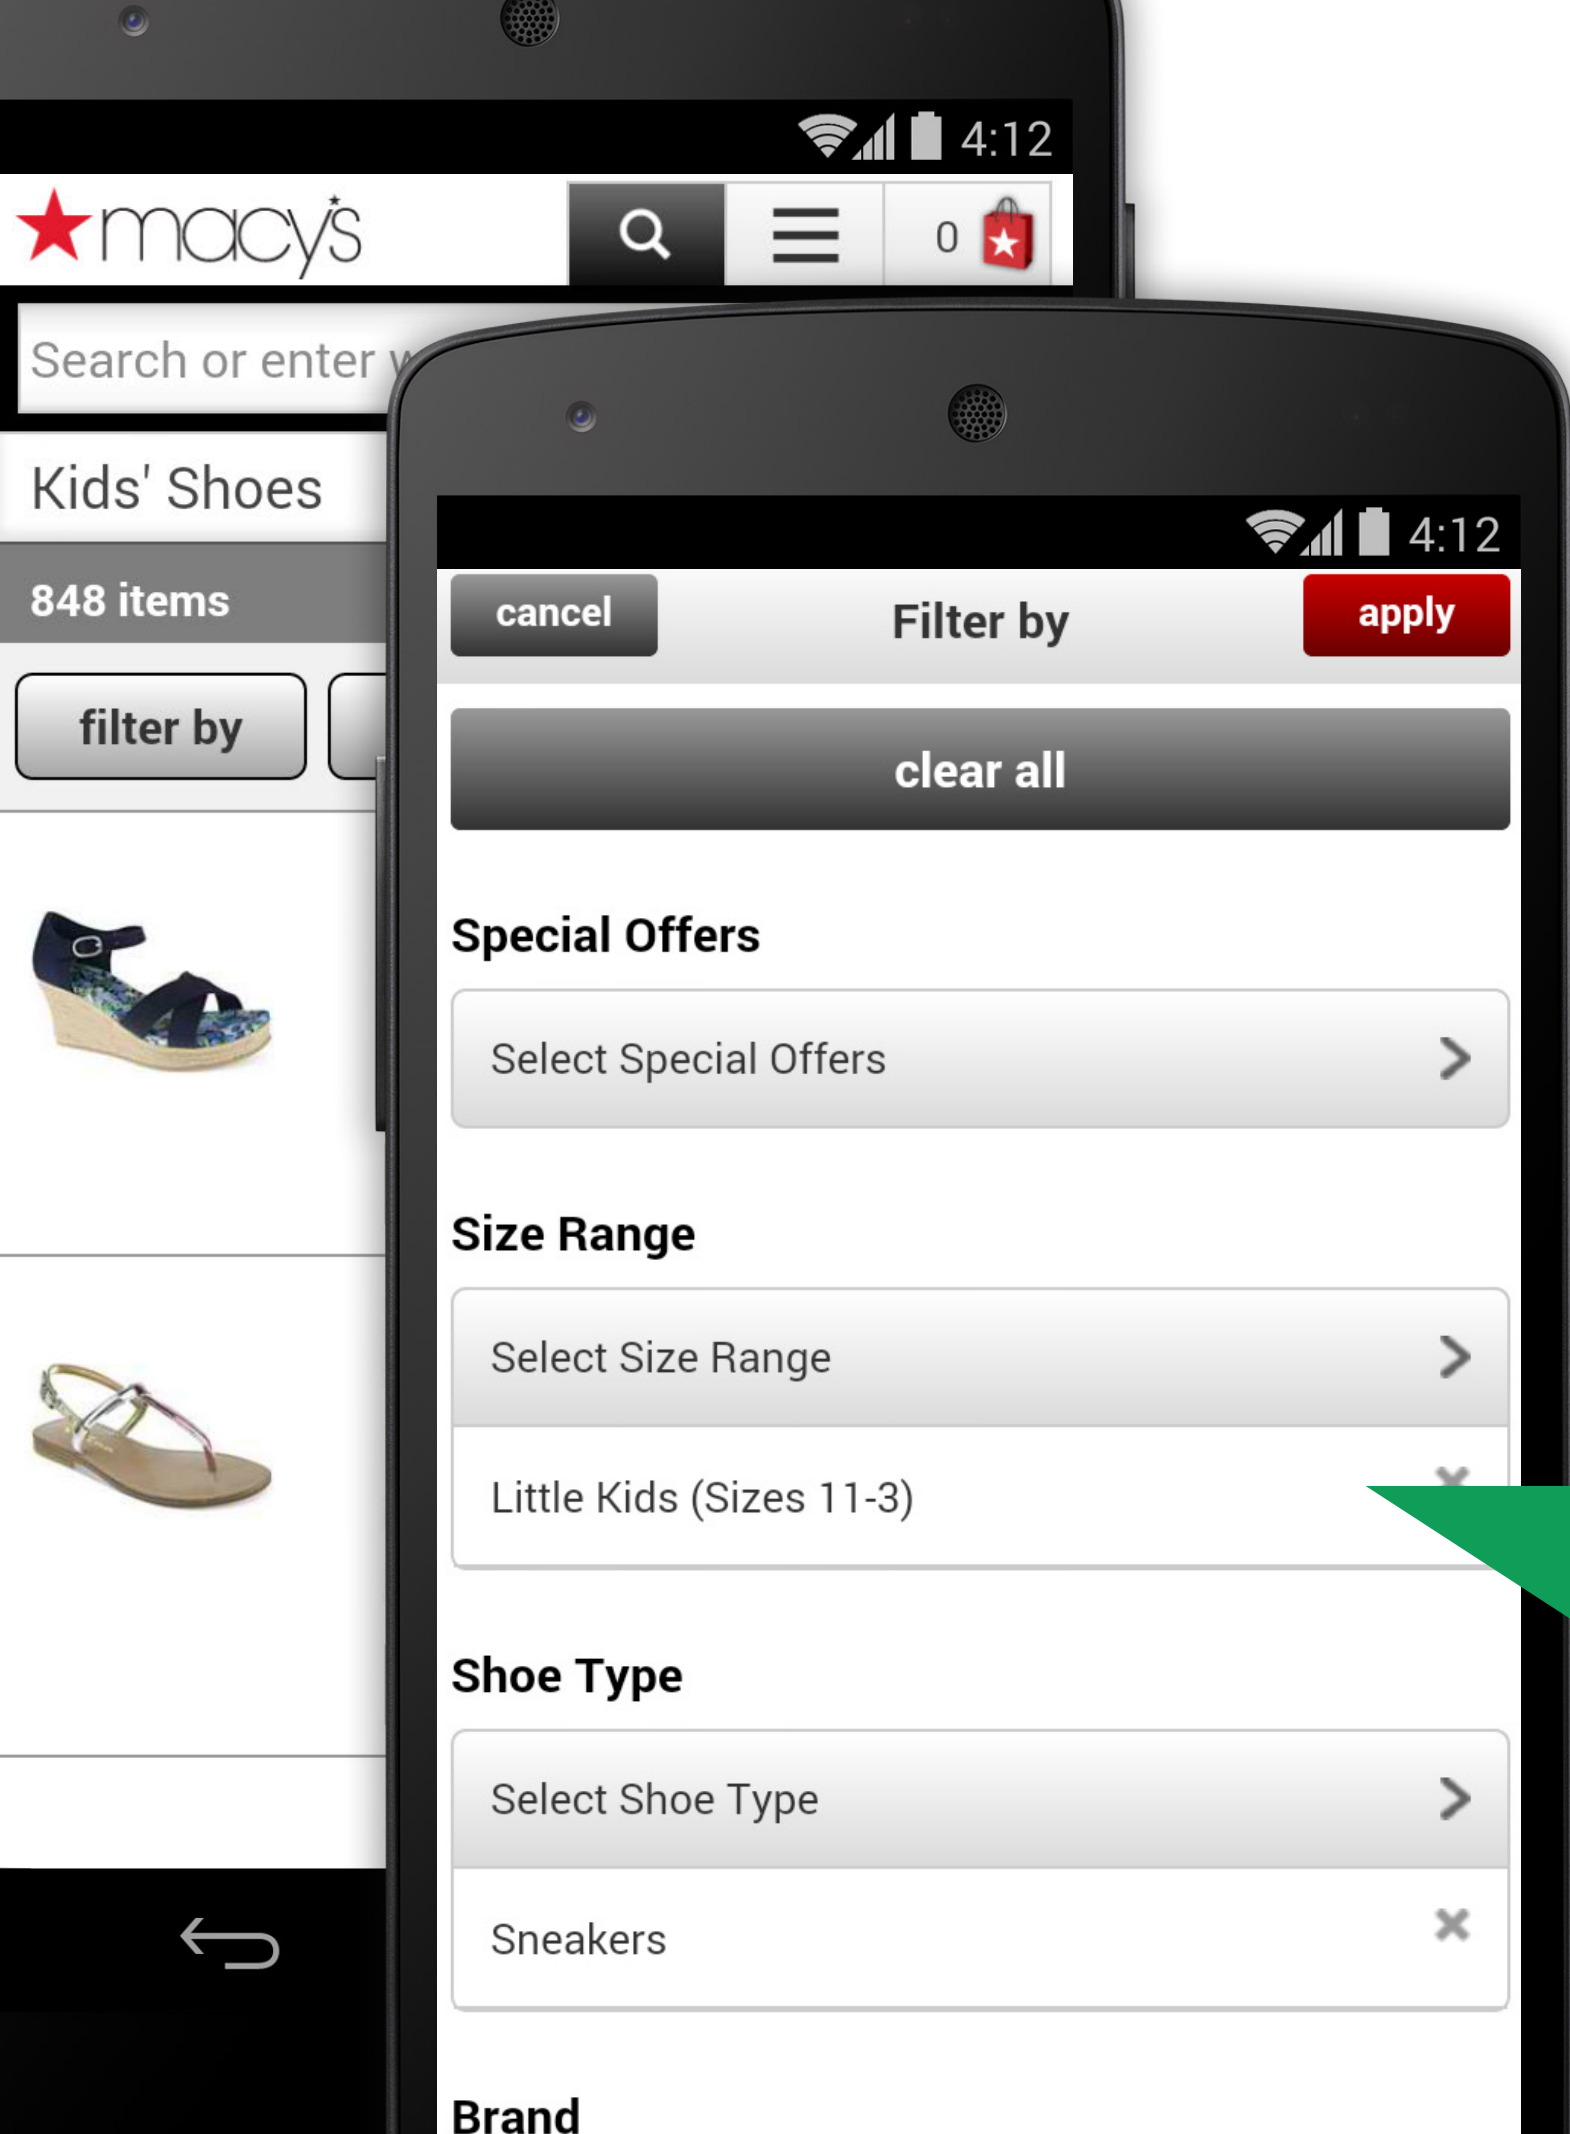 4:12
macy's
0
Search or enter
Kids' Shoes
848 items
filter by
4:12
cancel
Filter by
apply
clear all
Special Offers
Select Special Offers
Size Range
Select Size Range
Little Kids (Sizes 11-3)
Shoe Type
Select Shoe Type
Sneakers
Brand